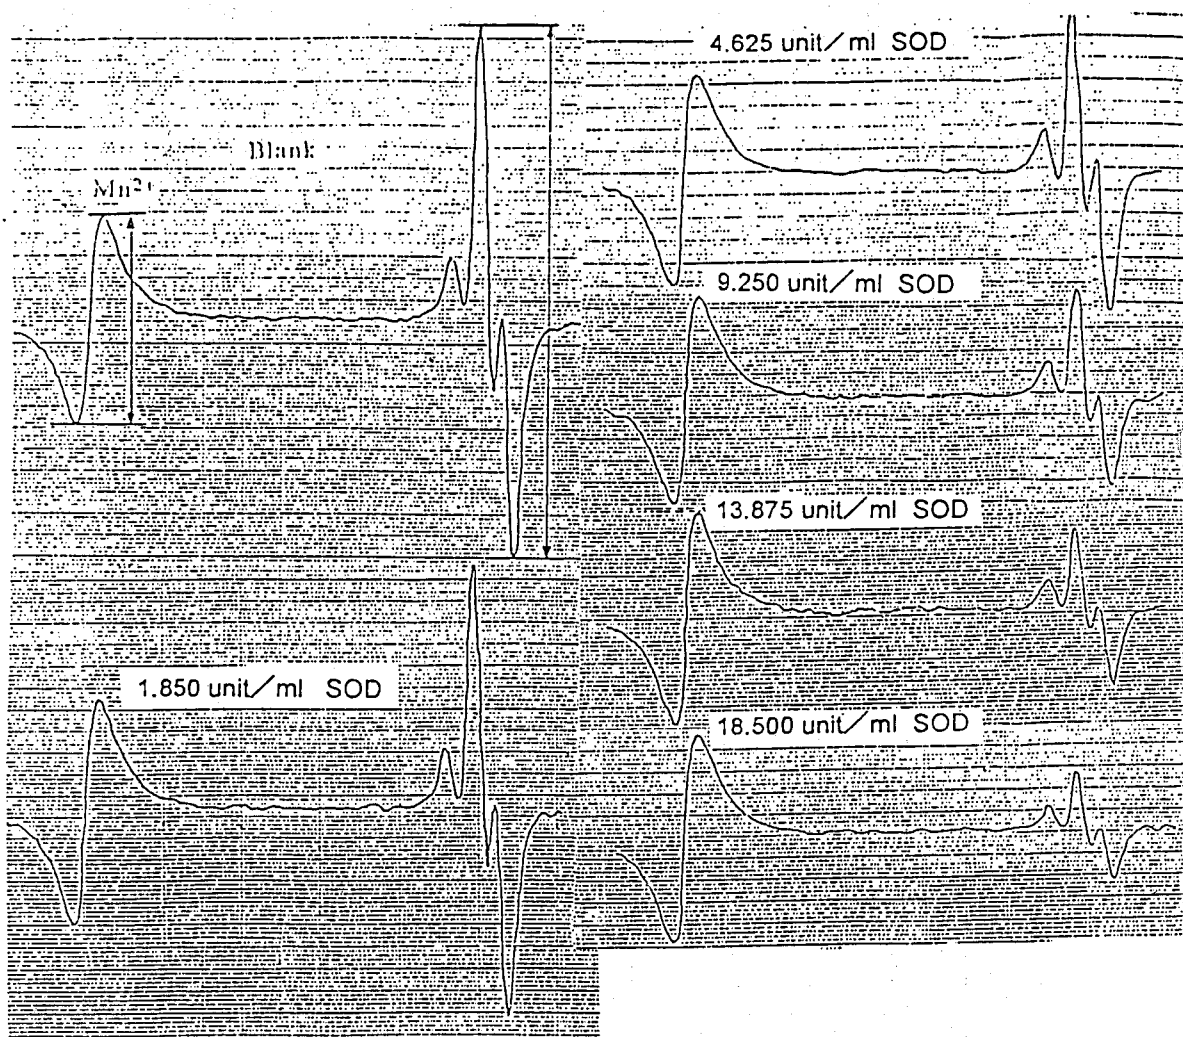 Blank
Mn²⁺
1.850 unit/ml SOD
4.625 unit/ml SOD
9.250 unit/ml SOD
13.875 unit/ml SOD
18.500 unit/ml SOD